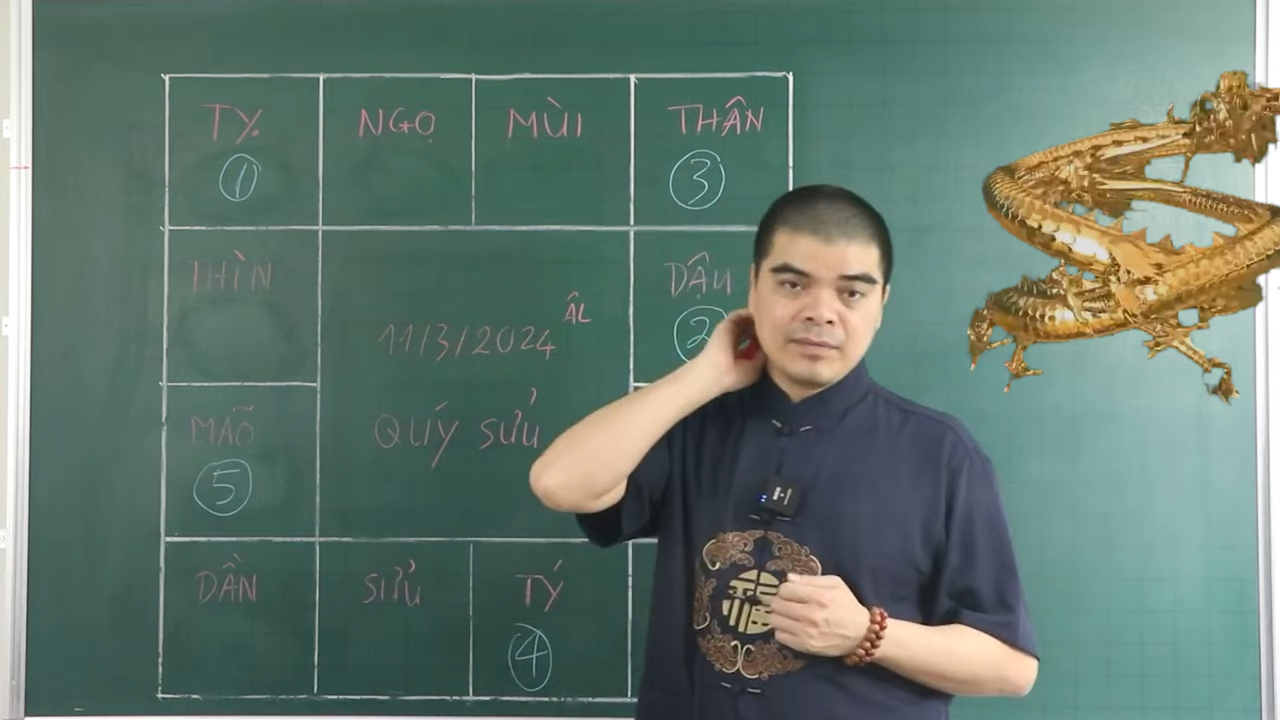 TỴ
①
NGỌ
MÙI
THÂN
③
THÌN
DẬU
②
11/3/2024 ÂL
QUÝ SỬU
MÃO
⑤
DẦN
SỬU
TÝ
④
福